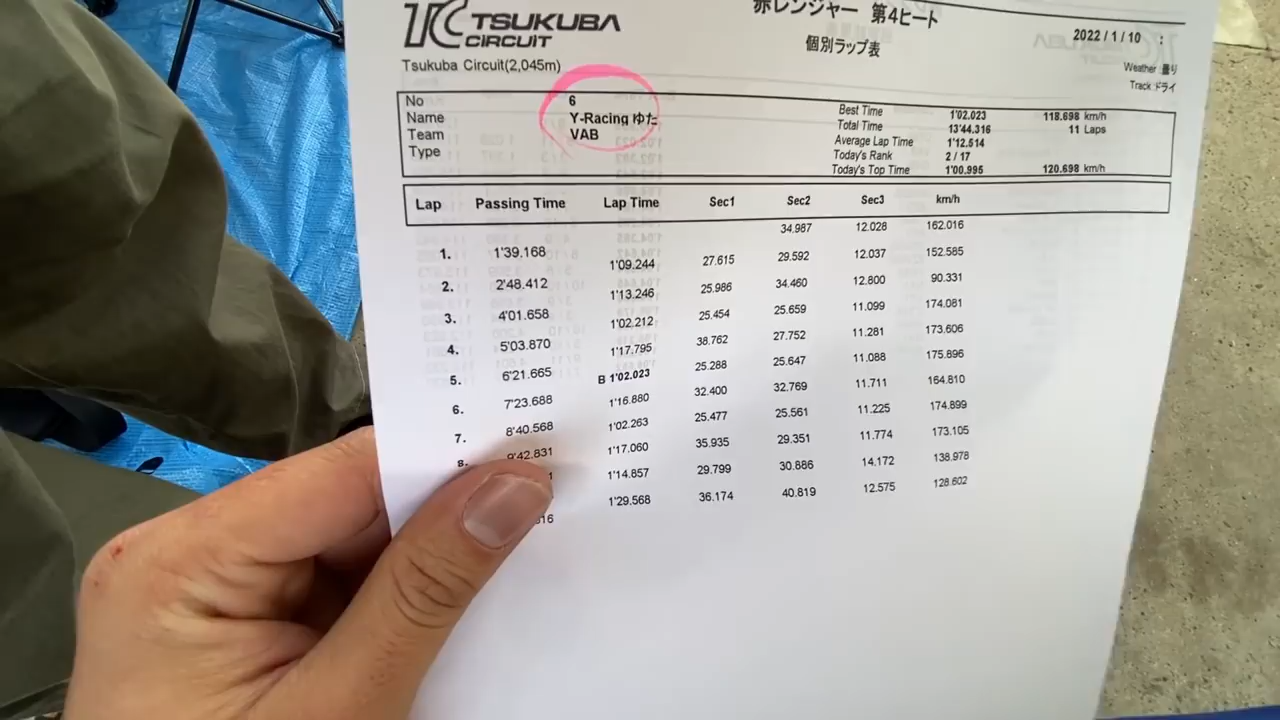 TC TSUKUBA CIRCUIT
赤レンジャー 第4ヒート
2022 / 1 / 10 :
個別ラップ表
Tsukuba Circuit(2,045m)
Weather :曇り
Track :ドライ
No 6
Name Y-Racing ゆた
Team VAB
Type
Best Time 1'02.023 118.698 km/h
Total Time 13'44.316 11 Laps
Average Lap Time 1'12.514
Today's Rank 2 / 17
Today's Top Time 1'00.995 120.698 km/h
Lap Passing Time Lap Time Sec1 Sec2 Sec3 km/h
34.987 12.028 162.016
1. 1'39.168
1'09.244 27.615 29.592 12.037 152.585
2. 2'48.412
1'13.246 25.986 34.460 12.800 90.331
3. 4'01.658
1'02.212 25.454 25.659 11.099 174.081
4. 5'03.870
1'17.795 38.762 27.752 11.281 173.606
5. 6'21.665
B 1'02.023 25.288 25.647 11.088 175.896
6. 7'23.688
1'16.880 32.400 32.769 11.711 164.810
7. 8'40.568
1'02.263 25.477 25.561 11.225 174.899
8. 9'42.831
1'17.060 35.935 29.351 11.774 173.105
1'14.857 29.799 30.886 14.172 138.978
1'29.568 36.174 40.819 12.575 128.602